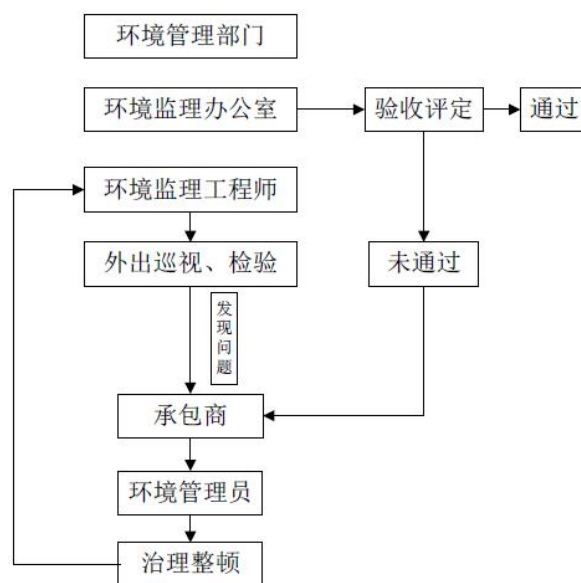 环境管理部门
环境监理办公室
验收评定
通过
环境监理工程师
外出巡视、检验
未通过
发
现
问
题
承包商
环境管理员
治理整顿